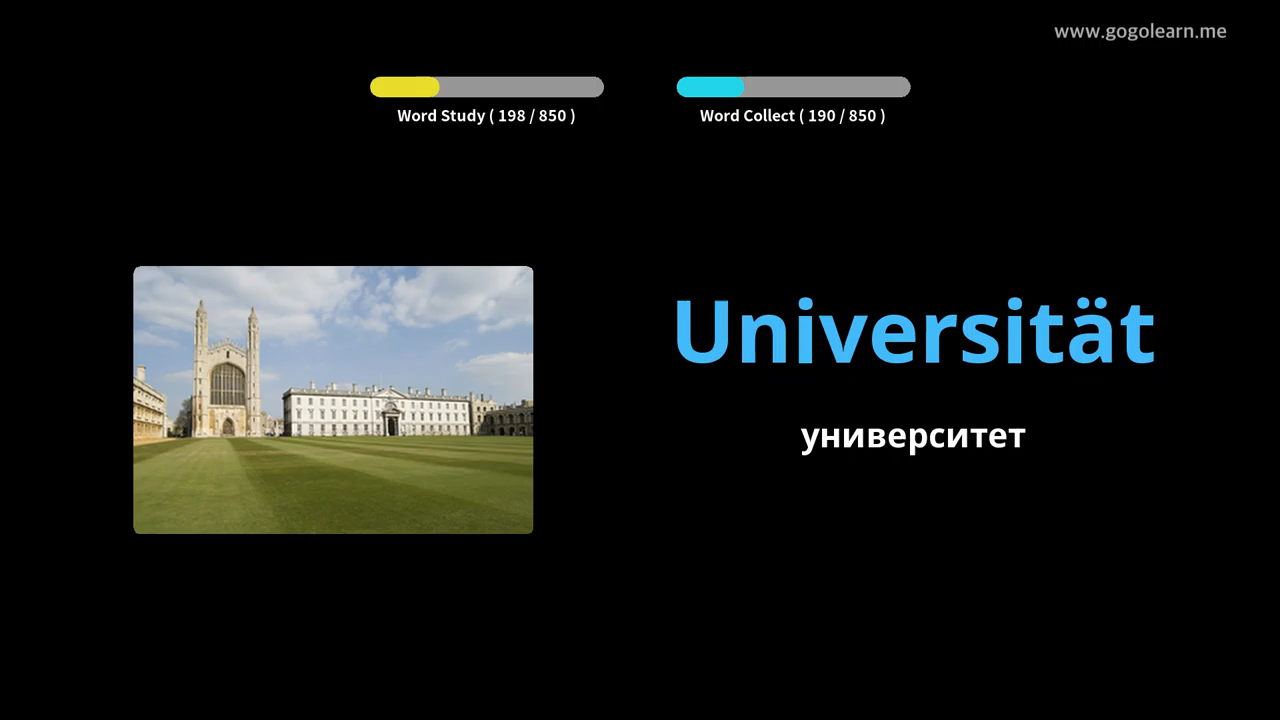 www.gogolearn.me
Word Study ( 198 / 850 )
Word Collect ( 190 / 850 )
Universität
университет